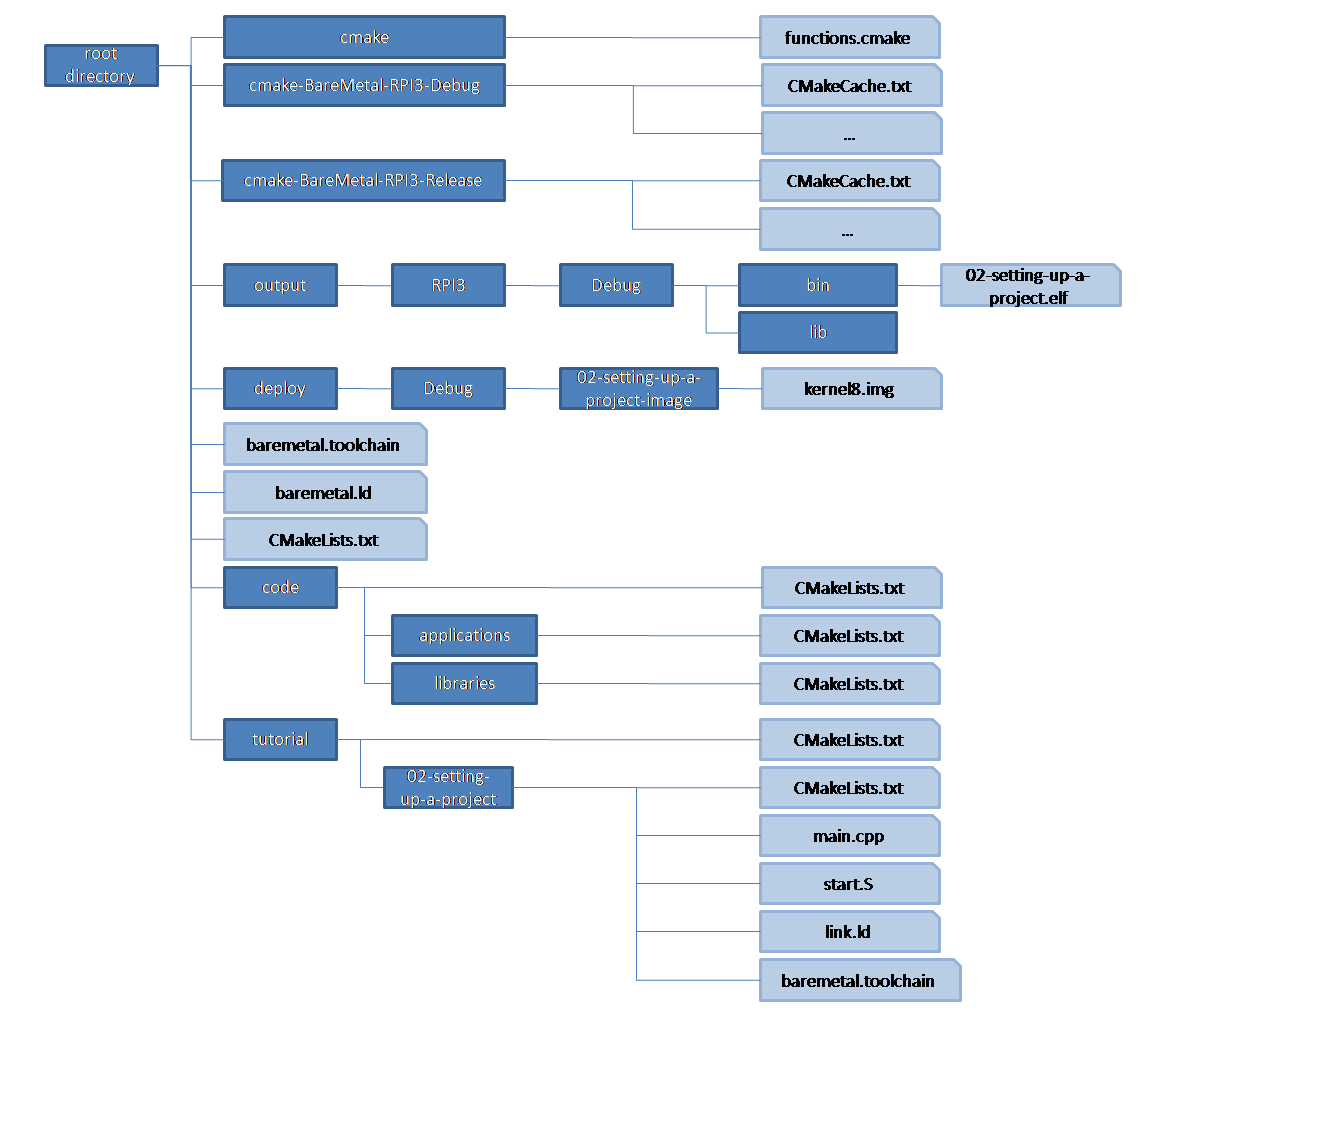 root
directory
cmake
functions.cmake
cmake-BareMetal-RPI3-Debug
CMakeCache.txt
...
cmake-BareMetal-RPI3-Release
CMakeCache.txt
...
output
RPI3
Debug
bin
02-setting-up-a-
project.elf
lib
deploy
Debug
02-setting-up-a-
project-image
kernel8.img
baremetal.toolchain
baremetal.ld
CMakeLists.txt
code
CMakeLists.txt
applications
CMakeLists.txt
libraries
CMakeLists.txt
tutorial
CMakeLists.txt
02-setting-
up-a-project
CMakeLists.txt
main.cpp
start.S
link.ld
baremetal.toolchain